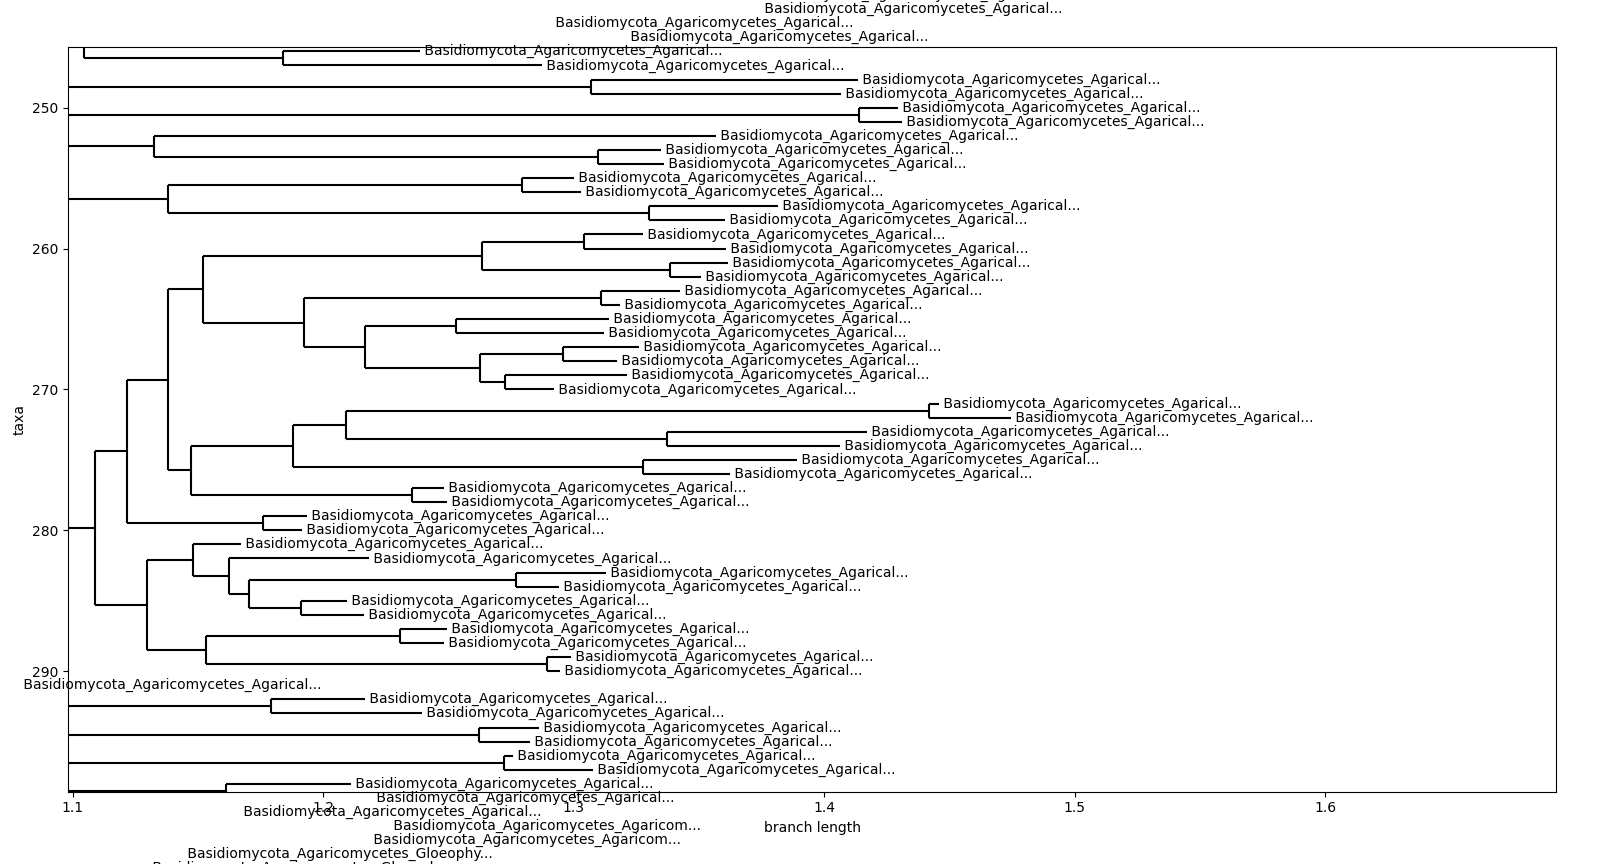 Basidiomycota_Agaricomycetes_Agarical...
Basidiomycota_Agaricomycetes_Agarical...
Basidiomycota_Agaricomycetes_Agarical...
Basidiomycota_Agaricomycetes_Agarical...
Basidiomycota_Agaricomycetes_Agarical...
Basidiomycota_Agaricomycetes_Agarical...
Basidiomycota_Agaricomycetes_Agarical...
250 Basidiomycota_Agaricomycetes_Agarical...
Basidiomycota_Agaricomycetes_Agarical...
Basidiomycota_Agaricomycetes_Agarical...
Basidiomycota_Agaricomycetes_Agarical...
Basidiomycota_Agaricomycetes_Agarical...
Basidiomycota_Agaricomycetes_Agarical...
Basidiomycota_Agaricomycetes_Agarical...
Basidiomycota_Agaricomycetes_Agarical...
Basidiomycota_Agaricomycetes_Agarical...
Basidiomycota_Agaricomycetes_Agarical...
260 Basidiomycota_Agaricomycetes_Agarical...
Basidiomycota_Agaricomycetes_Agarical...
Basidiomycota_Agaricomycetes_Agarical...
Basidiomycota_Agaricomycetes_Agarical...
Basidiomycota_Agaricomycetes_Agarical...
Basidiomycota_Agaricomycetes_Agarical...
Basidiomycota_Agaricomycetes_Agarical...
Basidiomycota_Agaricomycetes_Agarical...
Basidiomycota_Agaricomycetes_Agarical...
Basidiomycota_Agaricomycetes_Agarical...
270 Basidiomycota_Agaricomycetes_Agarical...
Basidiomycota_Agaricomycetes_Agarical...
Basidiomycota_Agaricomycetes_Agarical...
taxa
Basidiomycota_Agaricomycetes_Agarical...
Basidiomycota_Agaricomycetes_Agarical...
Basidiomycota_Agaricomycetes_Agarical...
Basidiomycota_Agaricomycetes_Agarical...
Basidiomycota_Agaricomycetes_Agarical...
Basidiomycota_Agaricomycetes_Agarical...
Basidiomycota_Agaricomycetes_Agarical...
280 Basidiomycota_Agaricomycetes_Agarical...
Basidiomycota_Agaricomycetes_Agarical...
Basidiomycota_Agaricomycetes_Agarical...
Basidiomycota_Agaricomycetes_Agarical...
Basidiomycota_Agaricomycetes_Agarical...
Basidiomycota_Agaricomycetes_Agarical...
Basidiomycota_Agaricomycetes_Agarical...
Basidiomycota_Agaricomycetes_Agarical...
Basidiomycota_Agaricomycetes_Agarical...
Basidiomycota_Agaricomycetes_Agarical...
290 Basidiomycota_Agaricomycetes_Agarical...
Basidiomycota_Agaricomycetes_Agarical...
Basidiomycota_Agaricomycetes_Agarical...
Basidiomycota_Agaricomycetes_Agarical...
Basidiomycota_Agaricomycetes_Agarical...
Basidiomycota_Agaricomycetes_Agarical...
Basidiomycota_Agaricomycetes_Agarical...
Basidiomycota_Agaricomycetes_Agarical...
Basidiomycota_Agaricomycetes_Agarical...
Basidiomycota_Agaricomycetes_Agarical...
1.1 1.2 1.3 1.4 1.5 1.6
Basidiomycota_Agaricomycetes_Agarical...
Basidiomycota_Agaricomycetes_Agaricom...
branch length
Basidiomycota_Agaricomycetes_Agaricom...
Basidiomycota_Agaricomycetes_Gloeophy...